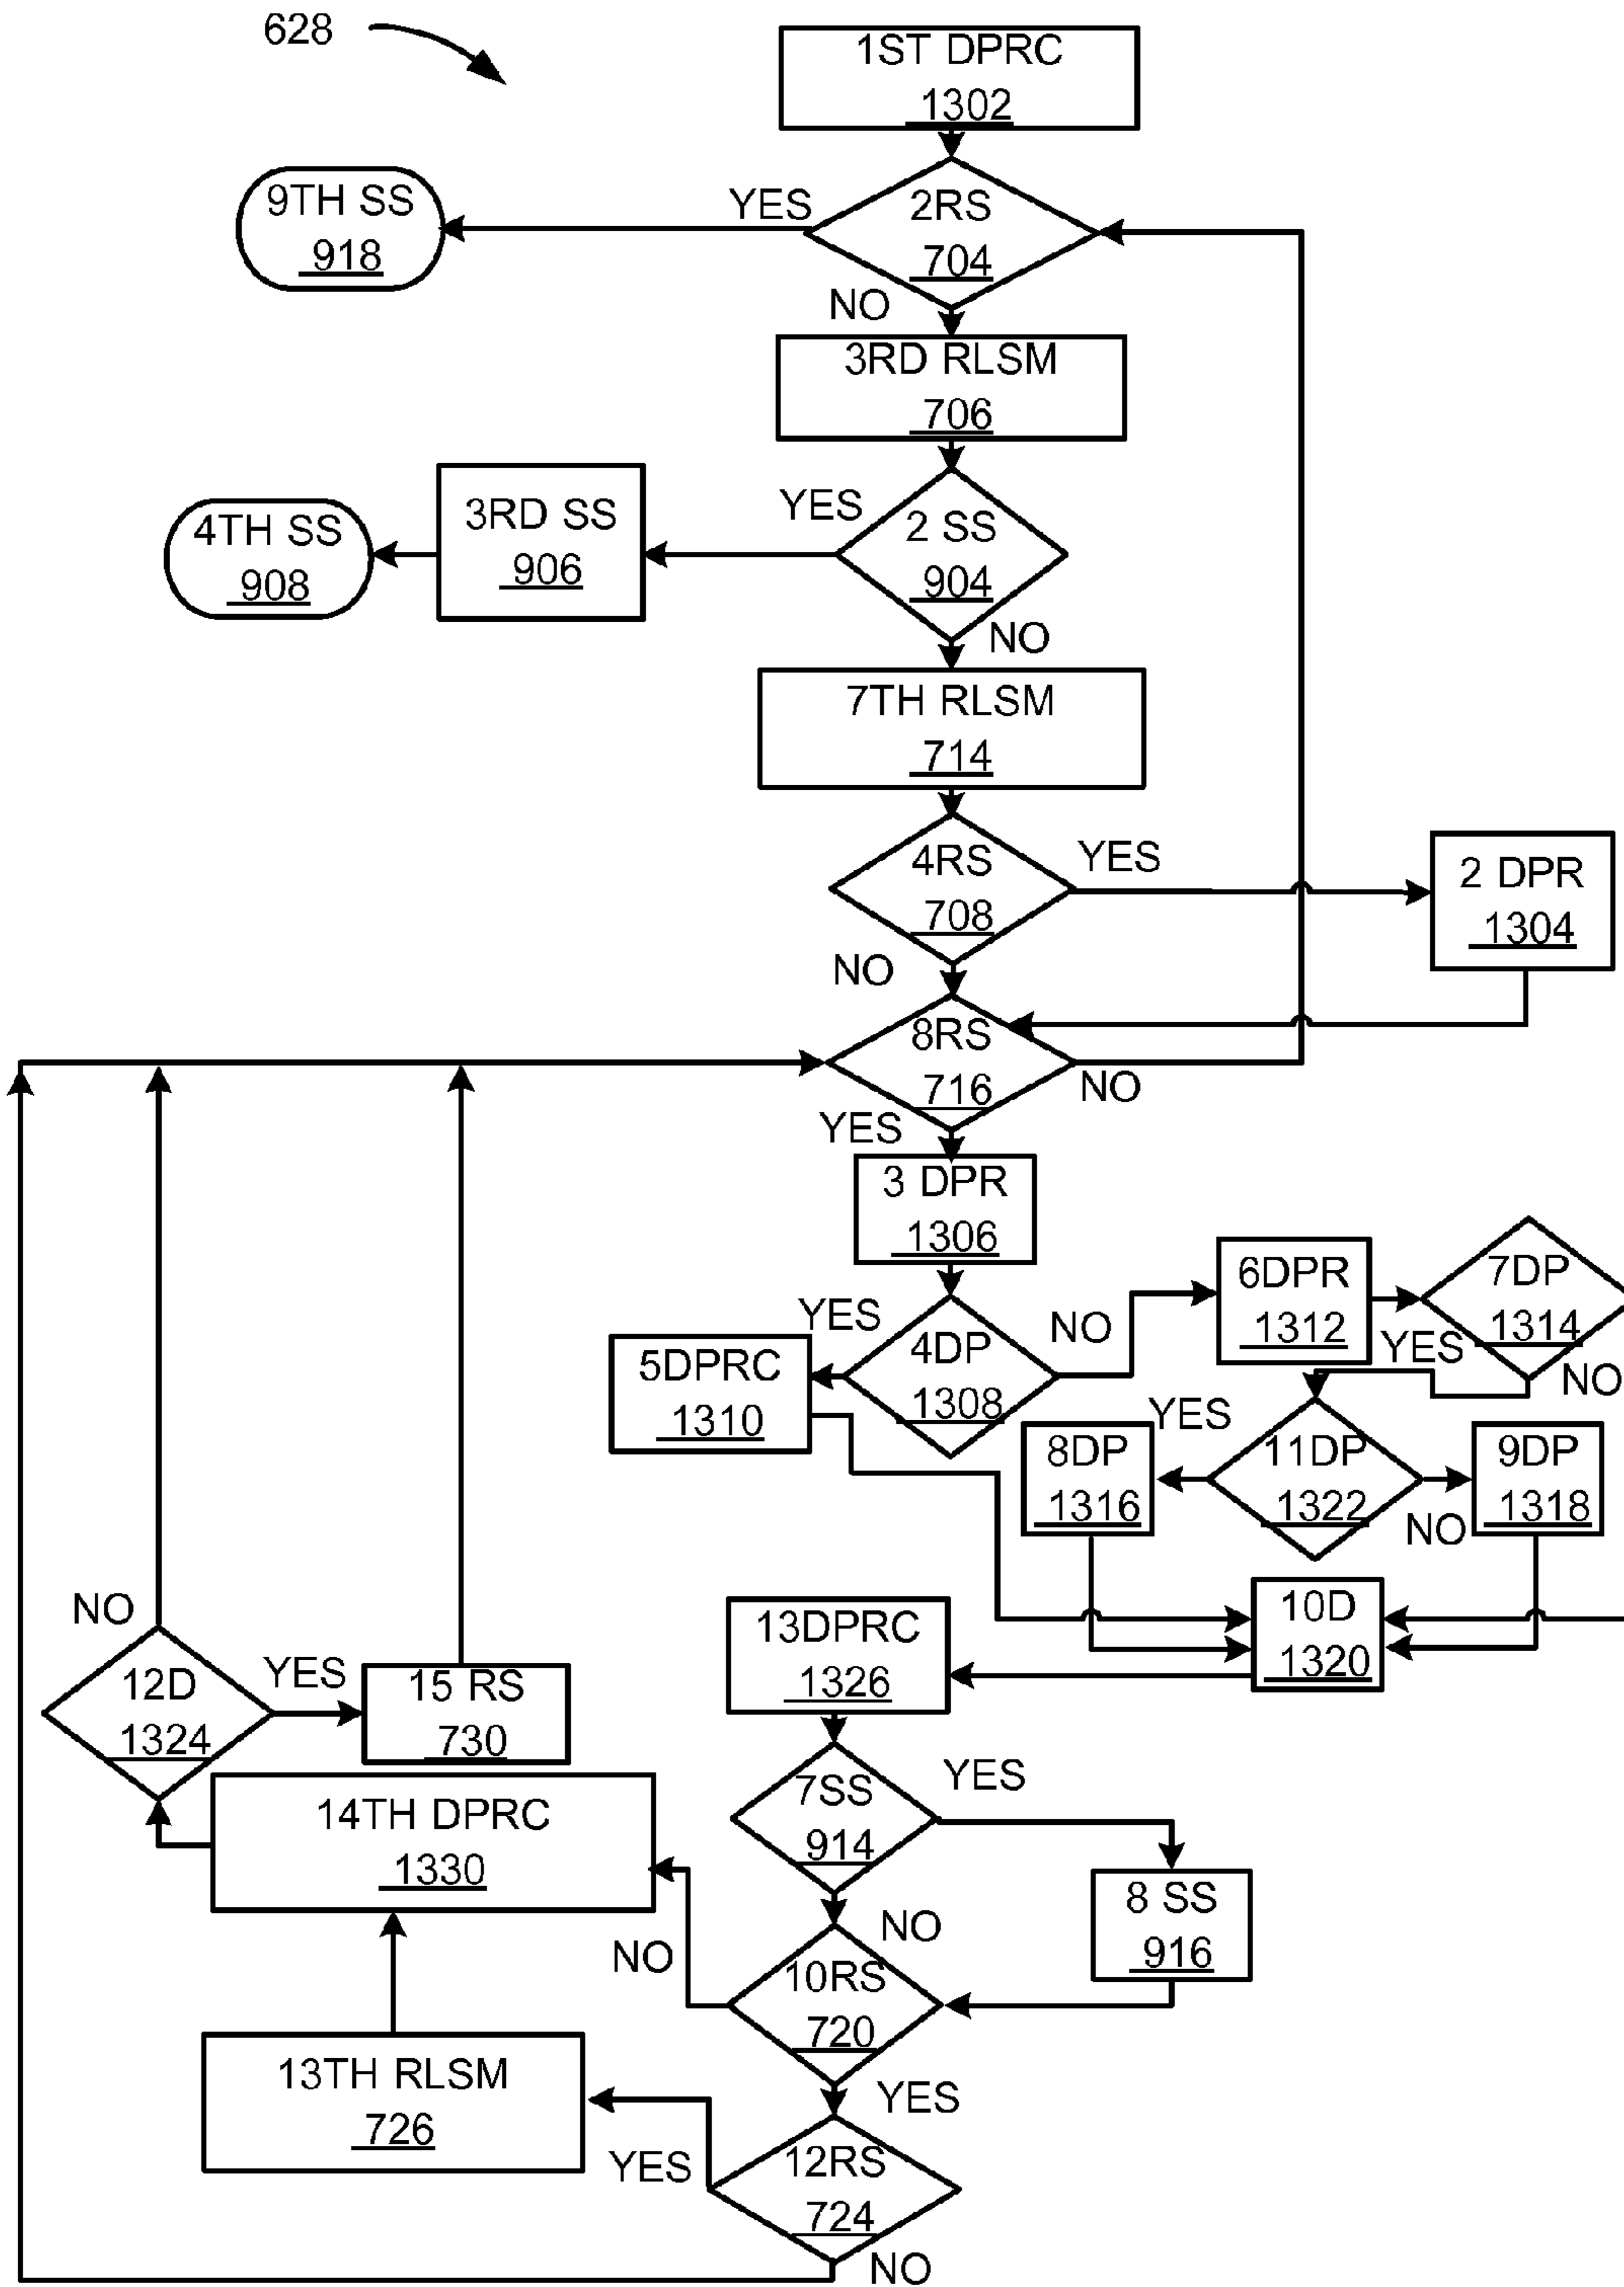 628
1ST DPRC
1302
9TH SS
918
YES
2RS
704
NO
3RD RLSM
706
4TH SS
908
3RD SS
906
YES
2 SS
904
NO
7TH RLSM
714
4RS
708
YES
2 DPR
1304
NO
8RS
716
NO
YES
3 DPR
1306
YES
4DP
1308
NO
6DPR
1312
7DP
1314
YES
NO
5DPRC
1310
YES
8DP
1316
11DP
1322
NO
9DP
1318
10D
1320
13DPRC
1326
NO
12D
1324
YES
15 RS
730
7SS
914
YES
14TH DPRC
1330
8 SS
916
NO
NO
10RS
720
YES
13TH RLSM
726
YES
12RS
724
NO